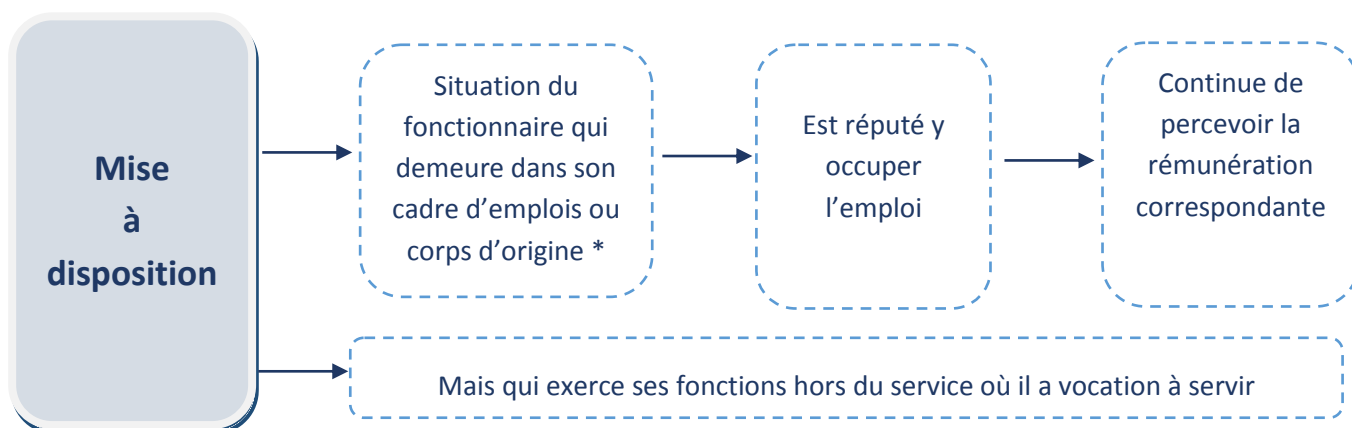 Mise
à
disposition
Situation du
fonctionnaire qui
demeure dans son
cadre d’emplois ou
corps d’origine *
Est réputé y
occuper
l’emploi
Continue de
percevoir la
rémunération
correspondante
Mais qui exerce ses fonctions hors du service où il a vocation à servir